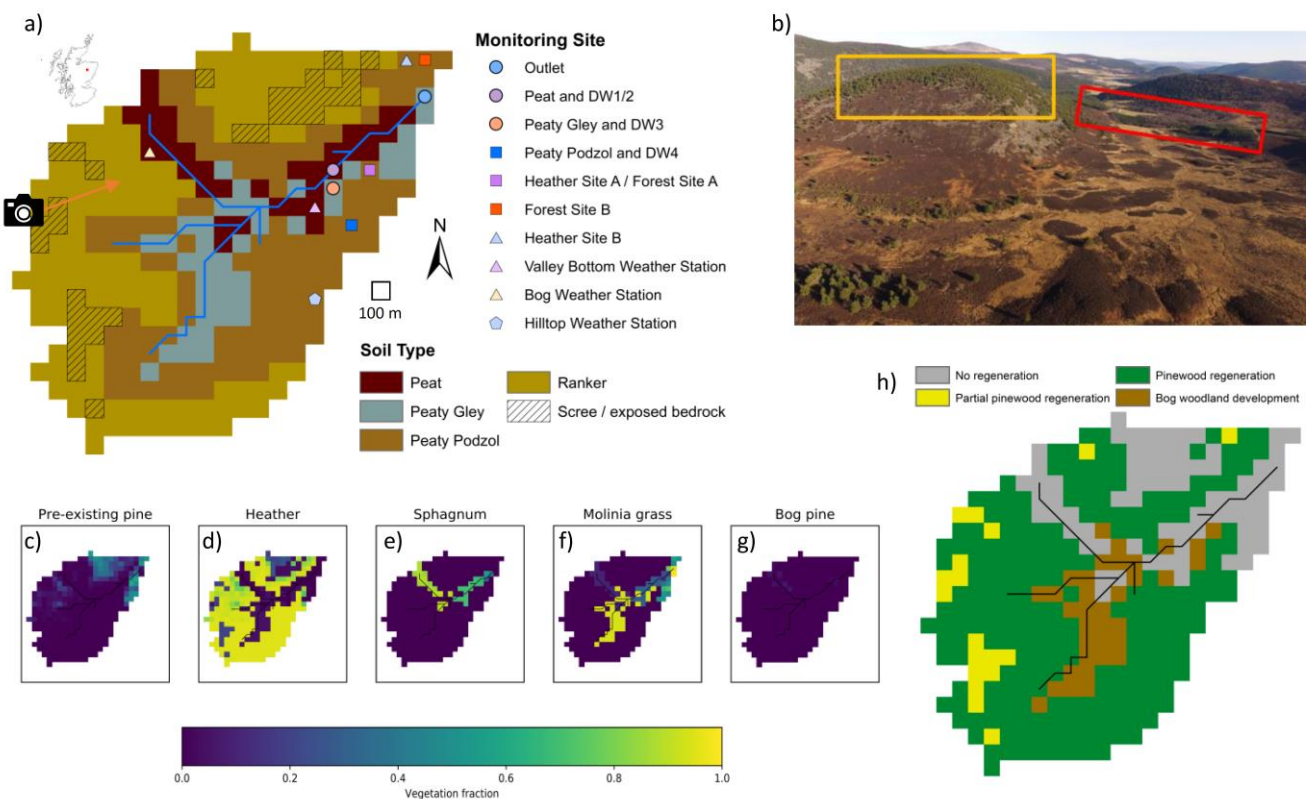 a)
Monitoring Site
Outlet
Peat and DW1/2
Peaty Gley and DW3
Peaty Podzol and DW4
Heather Site A / Forest Site A
Forest Site B
Heather Site B
Valley Bottom Weather Station
Bog Weather Station
Hilltop Weather Station
N
100 m
Soil Type
Peat
Peaty Gley
Peaty Podzol
Ranker
Scree / exposed bedrock
b)
h)
No regeneration
Pinewood regeneration
Partial pinewood regeneration
Bog woodland development
Pre-existing pine
Heather
Sphagnum
Molinia grass
Bog pine
c)
d)
e)
f)
g)
0.0
0.2
0.4
0.6
0.8
1.0
Vegetation fraction